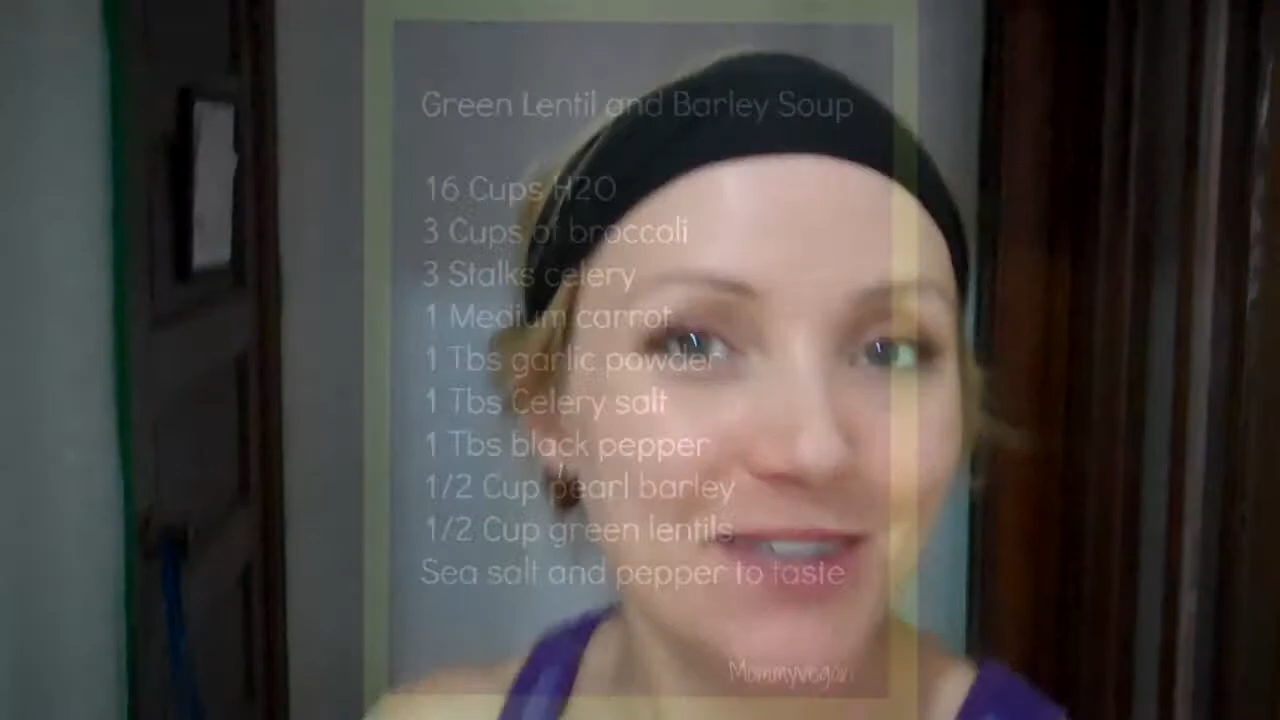 Green Lentil and Barley Soup
16 Cups H2O
3 Cups of broccoli
3 Stalks celery
1 Medium carrot
1 Tbs garlic powder
1 Tbs Celery salt
1 Tbs black pepper
1/2 Cup pearl barley
1/2 Cup green lentils
Sea salt and pepper to taste
Mommyvegan